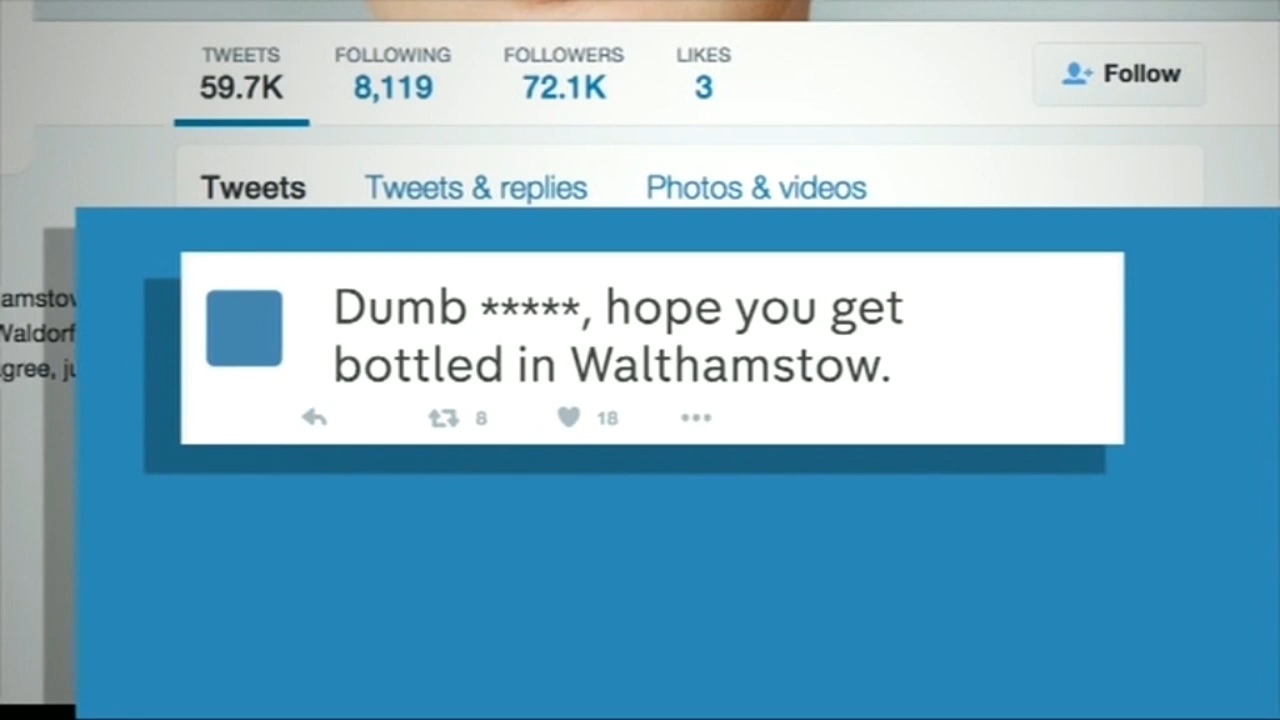 TWEETS FOLLOWING FOLLOWERS LIKES
59.7K 8,119 72.1K 3
Follow
Tweets Tweets & replies Photos & videos
Dumb *****, hope you get
bottled in Walthamstow.
8 18